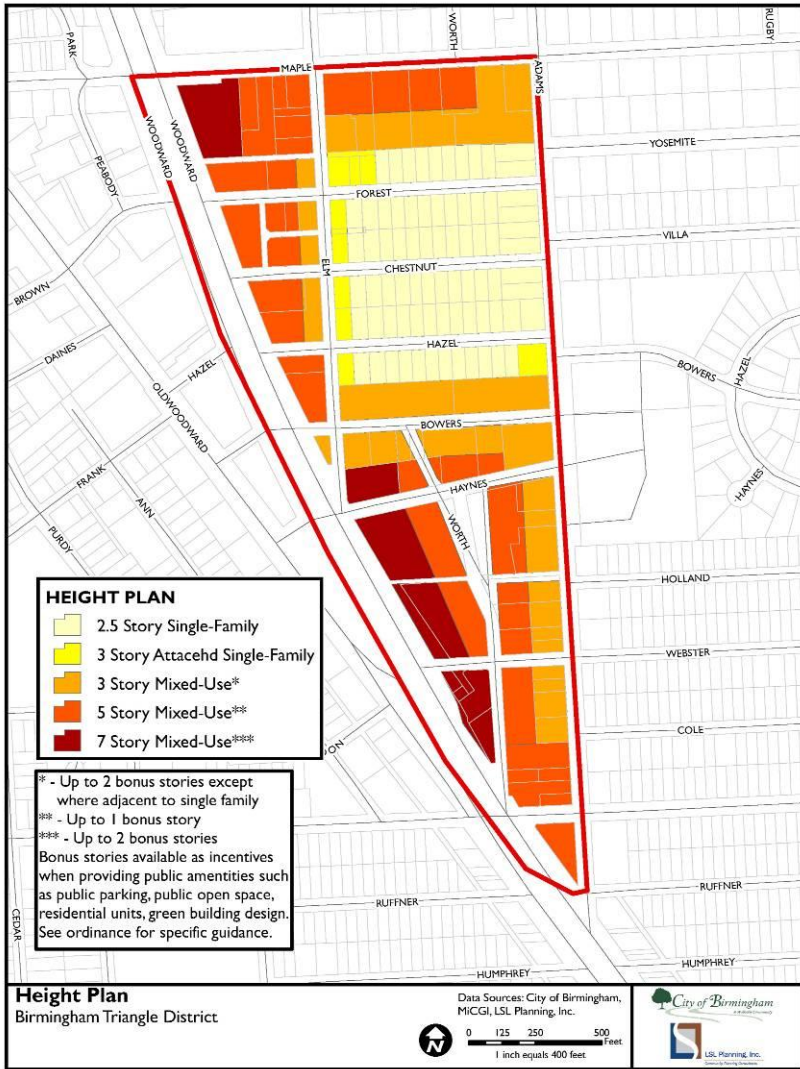 PARK
WORTH
RUGBY
MAPLE
ADAMS
WOODWARD
WOODWARD
PEABODY
YOSEMITE
FOREST
VILLA
ELM
CHESTNUT
BROWN
DAINES
HAZEL
HAZEL
BOWERS
HAZEL
OLDWOODWARD
BOWERS
FRANK
ANN
HAYNES
HAYNES
PURDY
WORTH
HOLLAND
WEBSTER
COLE
HEIGHT PLAN
2.5 Story Single-Family
3 Story Attacehd Single-Family
3 Story Mixed-Use*
5 Story Mixed-Use**
7 Story Mixed-Use***
ON
* - Up to 2 bonus stories except
where adjacent to single family
** - Up to 1 bonus story
*** - Up to 2 bonus stories
Bonus stories available as incentives
when providing public amentities such
as public parking, public open space,
residential units, green building design.
See ordinance for specific guidance.
CEDAR
RUFFNER
RUFFNER
HUMPHREY
HUMPHREY
Height Plan
Birmingham Triangle District
Data Sources: City of Birmingham,
MiCGI, LSL Planning, Inc.
N
0 125 250 500
Feet
1 inch equals 400 feet
City of Birmingham
LSL Planning, Inc.
Community Planning Consultants